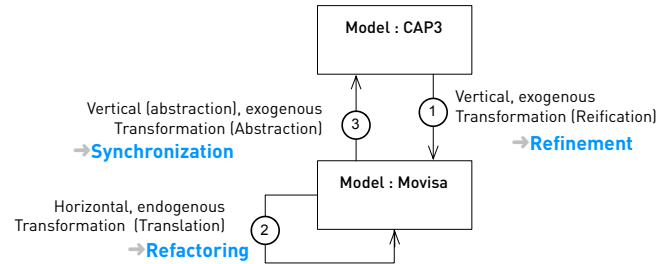 Model : CAP3
Vertical (abstraction), exogenous
Transformation (Abstraction)
➔Synchronization
3
1
Vertical, exogenous
Transformation (Reification)
➔Refinement
Model : Movisa
Horizontal, endogenous
Transformation (Translation)
➔Refactoring
2